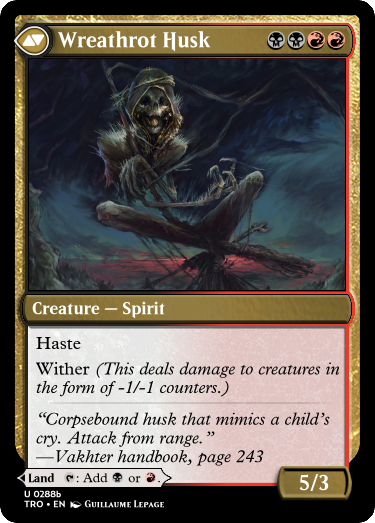 Wreathrot Husk
Creature — Spirit
Haste
Wither (This deals damage to creatures in
the form of -1/-1 counters.)
“Corpsebound husk that mimics a child's
cry. Attack from range.”
—Vakhter handbook, page 243
Land : Add or .
5/3
U 0288b
TRO • EN Guillaume Lepage